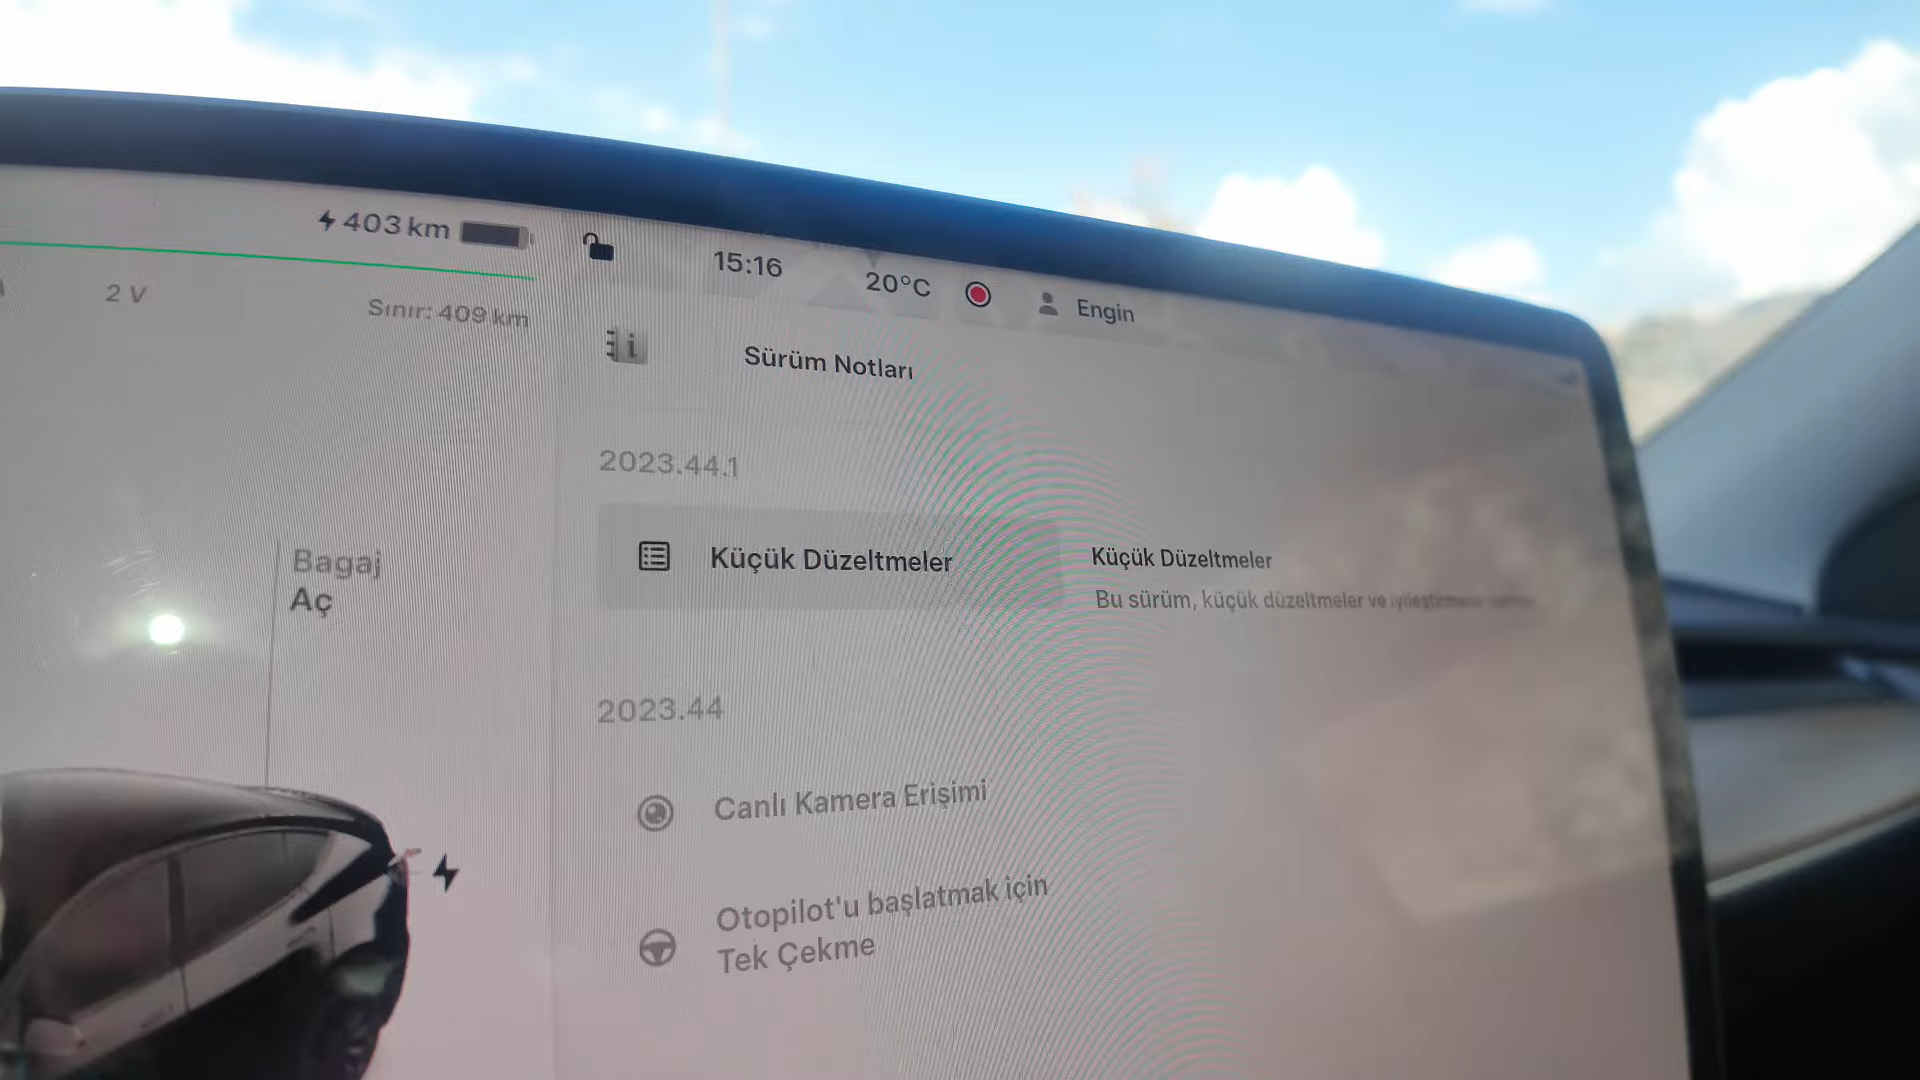 403 km
15:16
20°C
Engin
2 V
Sınır: 409 km
Sürüm Notları
2023.44.1
Küçük Düzeltmeler
Küçük Düzeltmeler
Bu sürüm, küçük düzeltmeler ve
Bagaj
Aç
2023.44
Canlı Kamera Erişimi
Otopilot'u başlatmak için
Tek Çekme